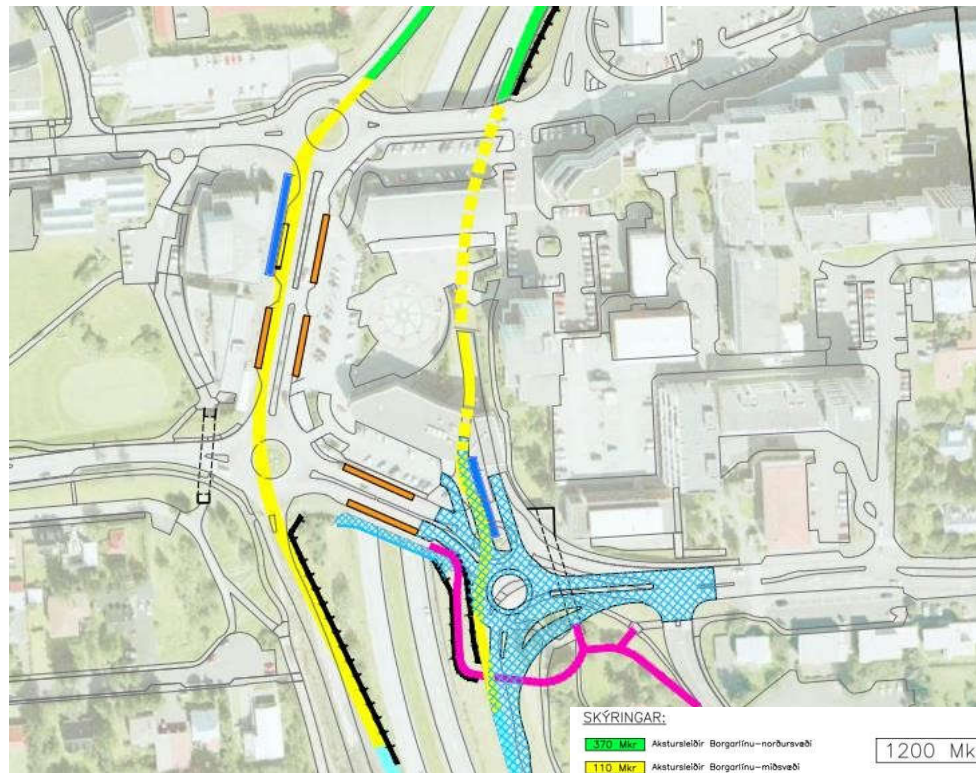 SKÝRINGAR:
370 Mkr Akstursleiðir Borgarlínu-norðursvæði
110 Mkr Akstursleiðir Borgarlínu-miðsvæði
1200 Mk